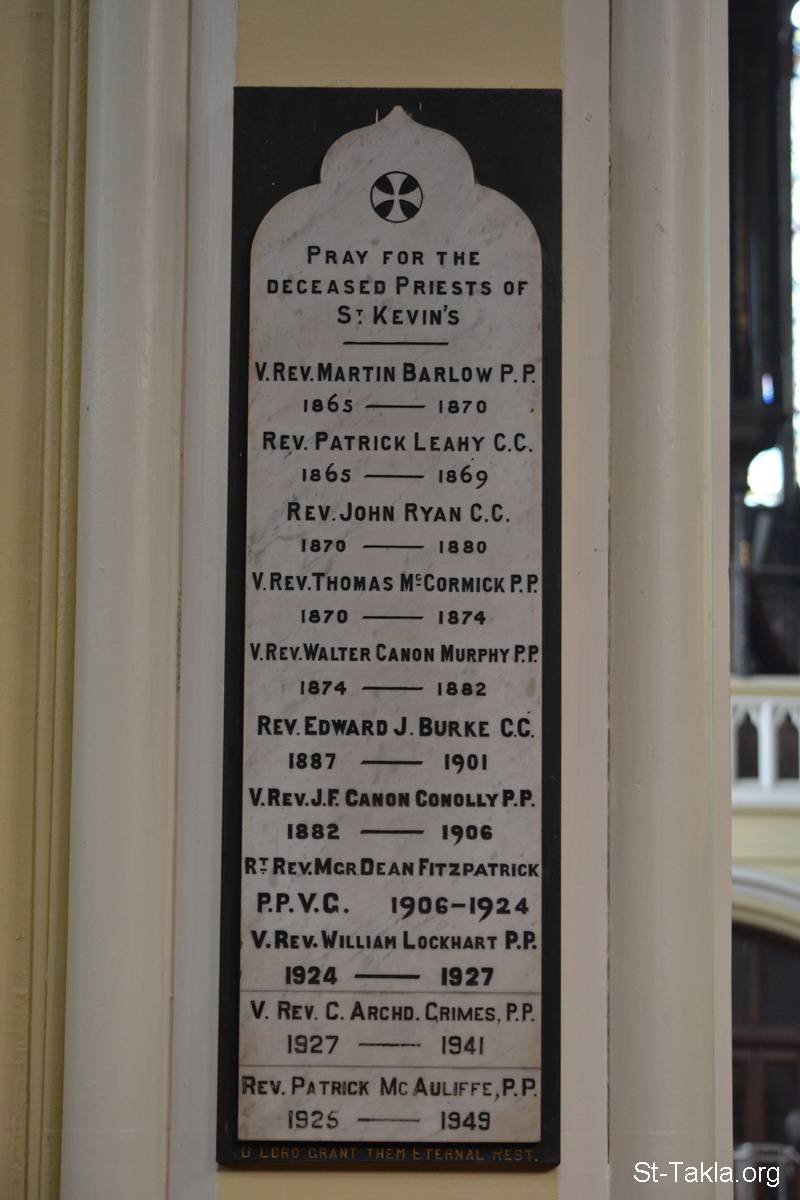 PRAY FOR THE
DECEASED PRIESTS OF
ST. KEVIN'S
V.REV. MARTIN BARLOW P.P.
1865 — 1870
REV. PATRICK LEAHY C.C.
1865 — 1869
REV. JOHN RYAN C.C.
1870 — 1880
V.REV. THOMAS McCORMICK P.P.
1870 — 1874
V.REV. WALTER CANON MURPHY P.P.
1874 — 1882
REV. EDWARD J. BURKE C.C.
1887 — 1901
V.REV. J.F. CANON CONOLLY P.P.
1882 — 1906
RT. REV. MGR DEAN FITZPATRICK
P.P. V.G. 1906-1924
V.REV. WILLIAM LOCKHART P.P.
1924 — 1927
V. REV. C. ARCHD. GRIMES, P.P.
1927 — 1941
REV. PATRICK MCAULIFFE, P.P.
1925 — 1949
O LORD GRANT THEM ETERNAL REST.
St-Takla.org